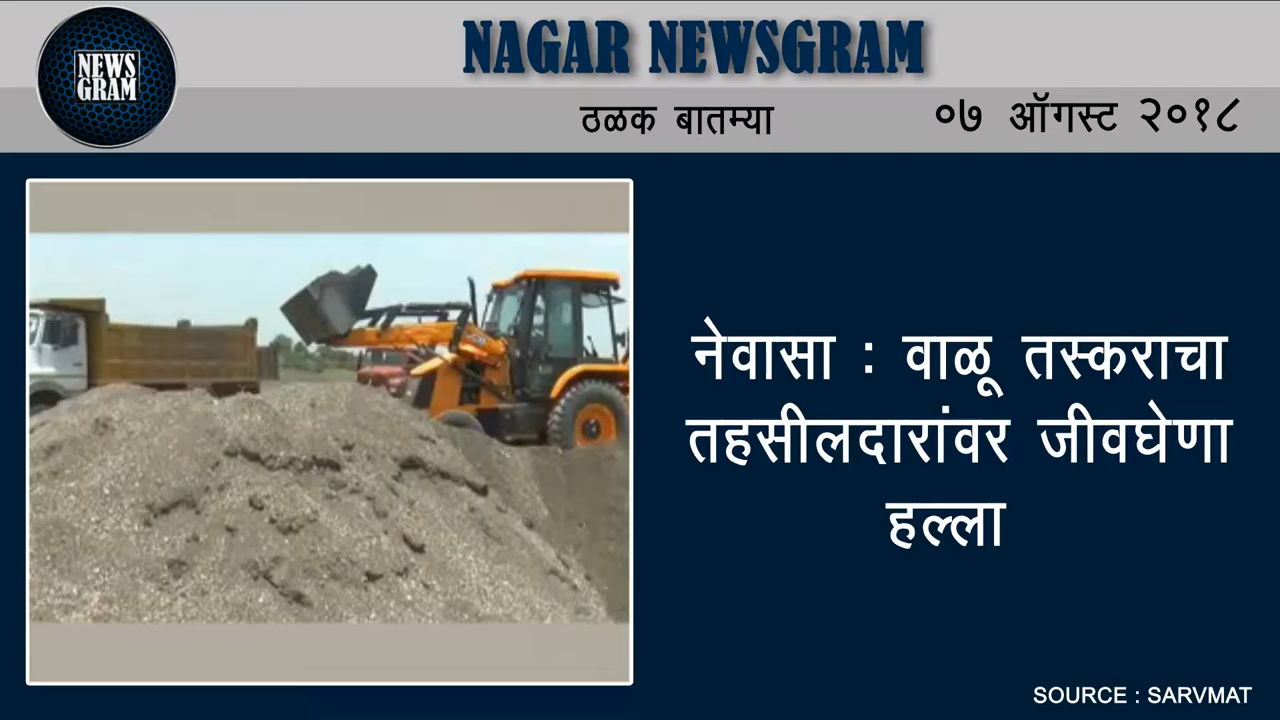 NEWS
GRAM
NAGAR NEWSGRAM
ठळक बातम्या
०७ ऑगस्ट २०१८
नेवासा : वाळू तस्कराचा
तहसीलदारांवर जीवघेणा
हल्ला
SOURCE : SARVMAT